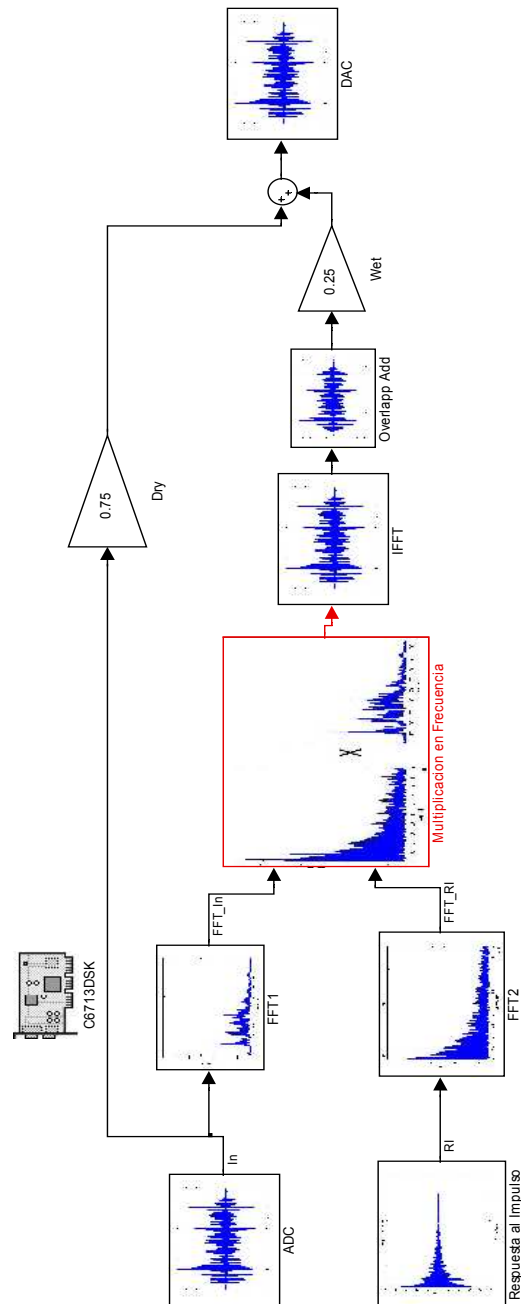 C6713DSK
ADC
In
0.75
Dry
FFT1
FFT_In
Respuesta al Impulso
RI
FFT2
FFT_RI
X
Multiplicacion en Frecuencia
IFFT
Overlapp Add
0.25
Wet
+
+
DAC